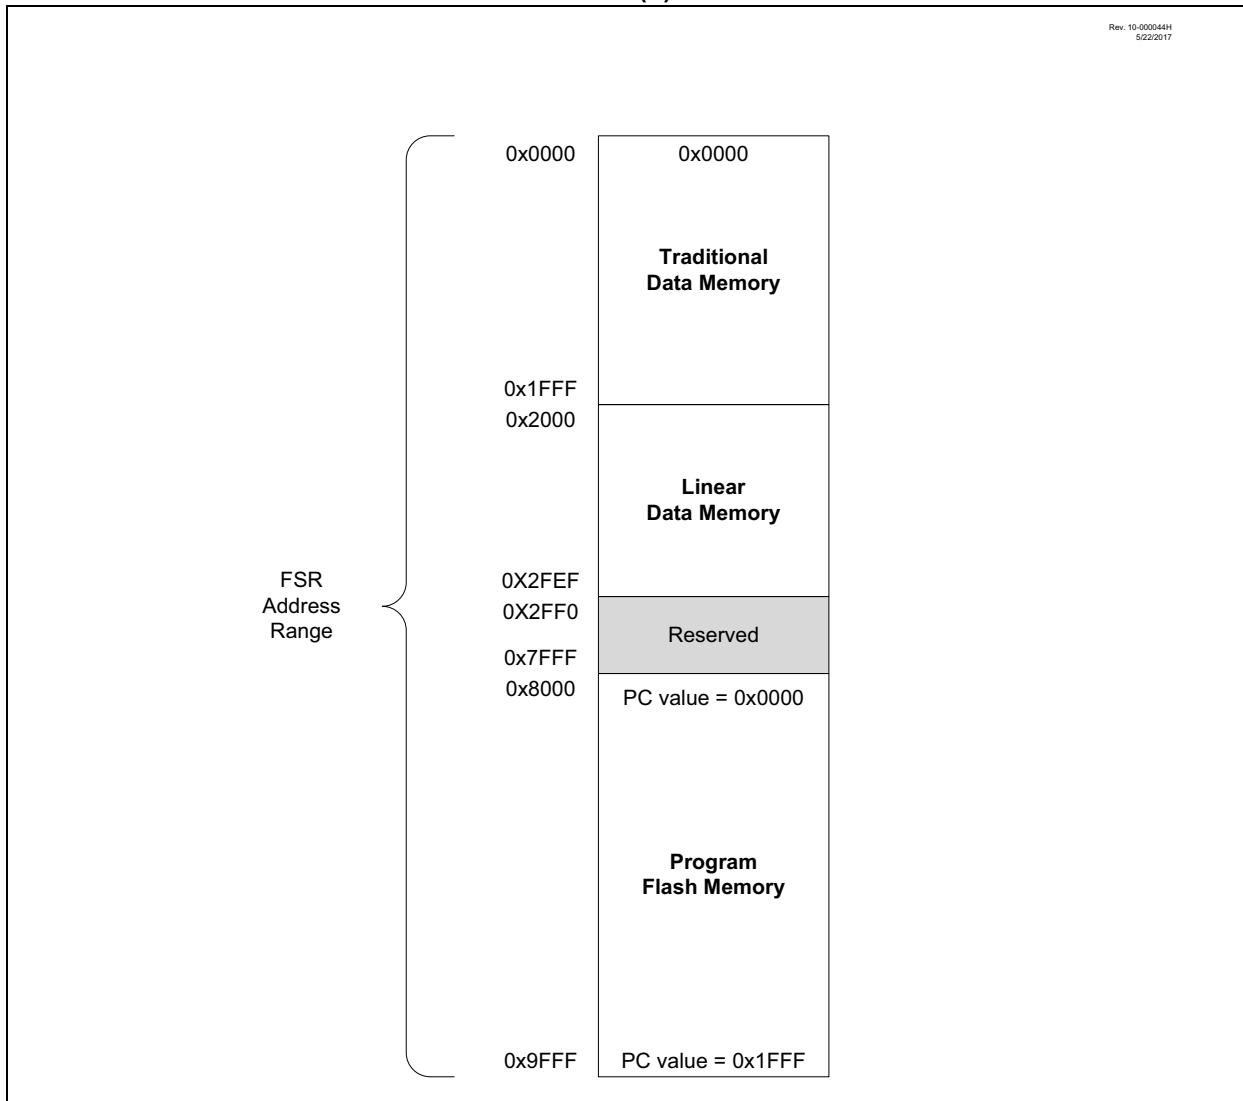 Rev. 10-000044H
5/22/2017
0x0000
0x0000
Traditional
Data Memory
0x1FFF
0x2000
Linear
Data Memory
0X2FEF
0X2FF0
Reserved
FSR
Address
Range
0x7FFF
0x8000
PC value = 0x0000
Program
Flash Memory
0x9FFF
PC value = 0x1FFF